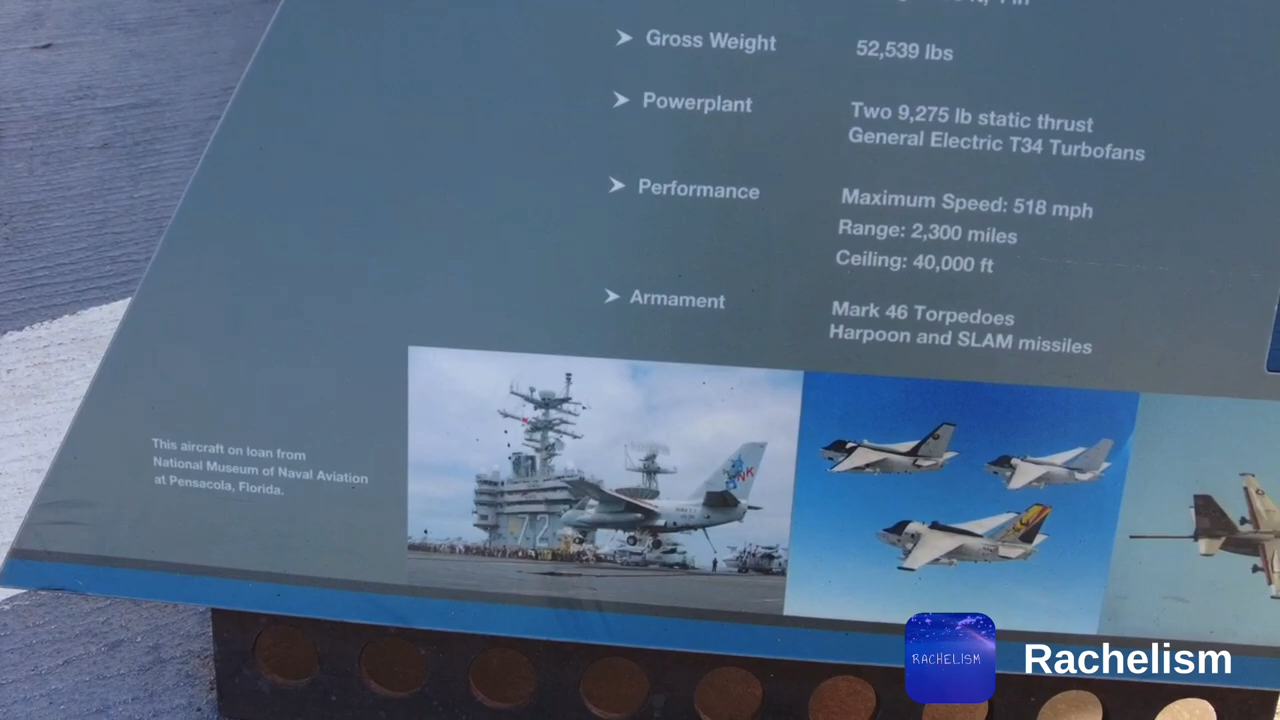 Gross Weight 52,539 lbs
Powerplant Two 9,275 lb static thrust
General Electric T34 Turbofans
Performance Maximum Speed: 518 mph
Range: 2,300 miles
Ceiling: 40,000 ft
Armament Mark 46 Torpedoes
Harpoon and SLAM missiles
This aircraft on loan from
National Museum of Naval Aviation
at Pensacola, Florida.
72
NK
RACHELISM
Rachelism